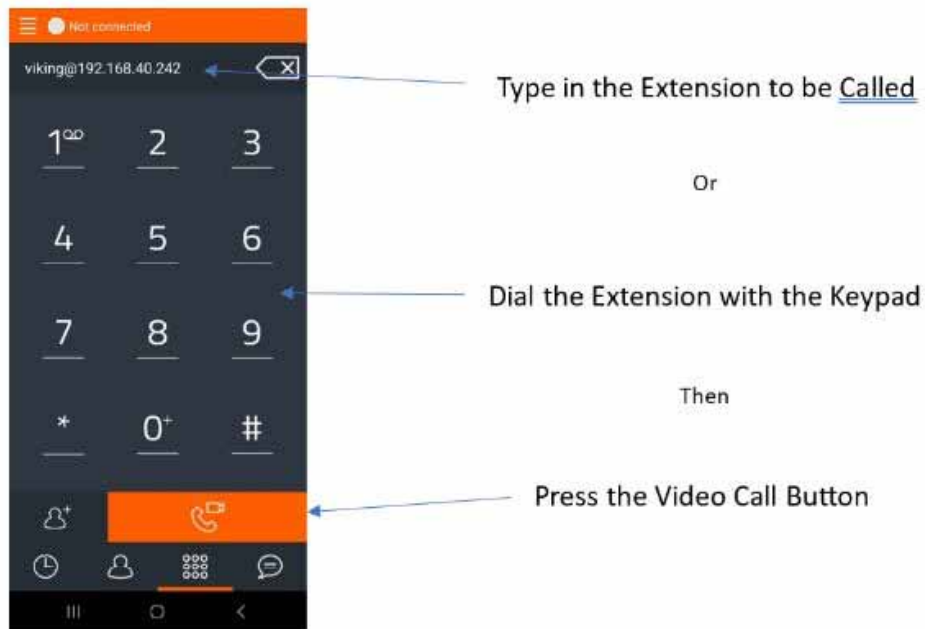 Not connected
viking@192.168.40.242
Type in the Extension to be Called
1 2 3
Or
4 5 6
Dial the Extension with the Keypad
7 8 9
Then
* 0+ #
Press the Video Call Button